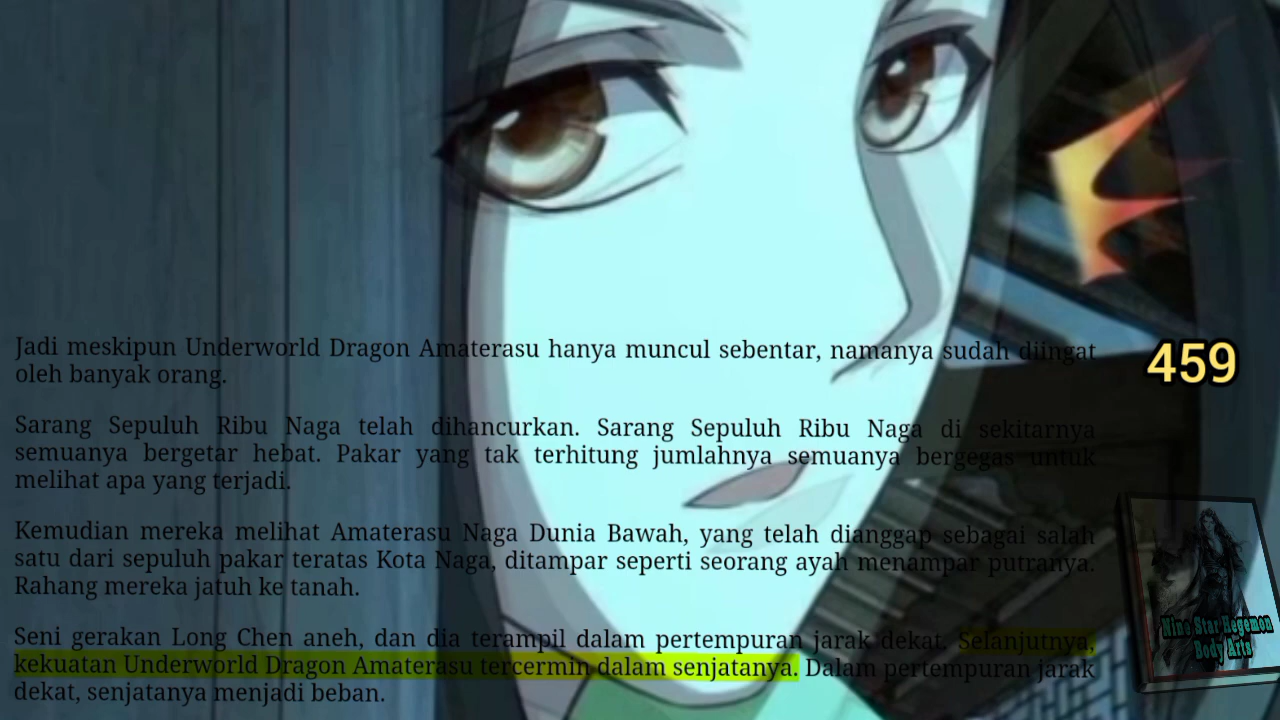 Jadi meskipun Underworld Dragon Amaterasu hanya muncul sebentar, namanya sudah diingat
oleh banyak orang.
459
Sarang Sepuluh Ribu Naga telah dihancurkan. Sarang Sepuluh Ribu Naga di sekitarnya
semuanya bergetar hebat. Pakar yang tak terhitung jumlahnya semuanya bergegas untuk
melihat apa yang terjadi.
Kemudian mereka melihat Amaterasu Naga Dunia Bawah, yang telah dianggap sebagai salah
satu dari sepuluh pakar teratas Kota Naga, ditampar seperti seorang ayah menampar putranya.
Rahang mereka jatuh ke tanah.
Seni gerakan Long Chen aneh, dan dia terampil dalam pertempuran jarak dekat. Selanjutnya,
kekuatan Underworld Dragon Amaterasu tercermin dalam senjatanya. Dalam pertempuran jarak
dekat, senjatanya menjadi beban.
Nine Star Hegemon
Body Arts